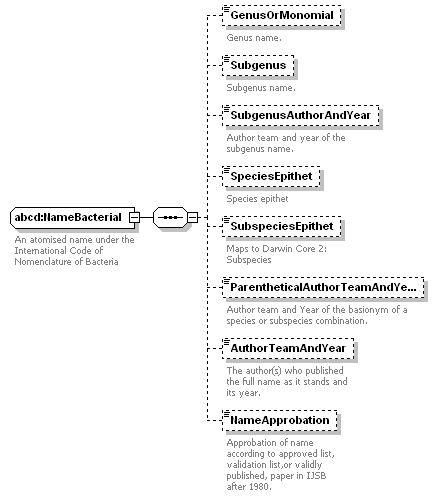 GenusOrMonomial
Genus name.
Subgenus
Subgenus name.
SubgenusAuthorAndYear
Author team and year of the
subgenus name.
SpeciesEpithet
Species epithet
abcd:NameBacterial
An atomised name under the
International Code of
Nomenclature of Bacteria
SubspeciesEpithet
Maps to Darwin Core 2:
Subspecies
ParentheticalAuthorTeamAndYe...
Author team and Year of the basionym of a
species or subspecies combination.
AuthorTeamAndYear
The author(s) who published
the full name as it stands and
its year.
NameApprobation
Approbation of name
according to approved list,
validation list,or validly
published, paper in IJSB
after 1980.